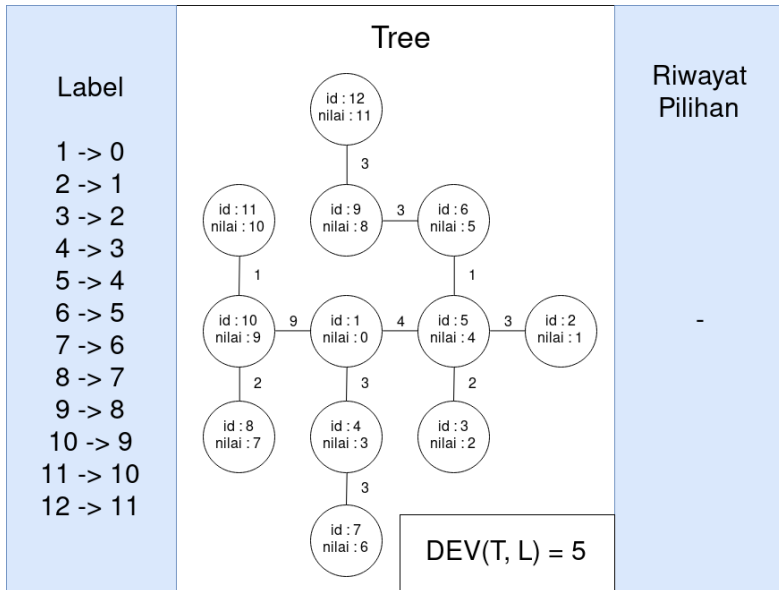 Label
1 -> 0
2 -> 1
3 -> 2
4 -> 3
5 -> 4
6 -> 5
7 -> 6
8 -> 7
9 -> 8
10 -> 9
11 -> 10
12 -> 11
Tree
id : 12
nilai : 11
3
id : 11
nilai : 10
id : 9
nilai : 8
3
id : 6
nilai : 5
1
1
id : 10
nilai : 9
9
id : 1
nilai : 0
4
id : 5
nilai : 4
3
id : 2
nilai : 1
2
3
2
id : 8
nilai : 7
id : 4
nilai : 3
id : 3
nilai : 2
3
id : 7
nilai : 6
DEV(T, L) = 5
Riwayat
Pilihan
-